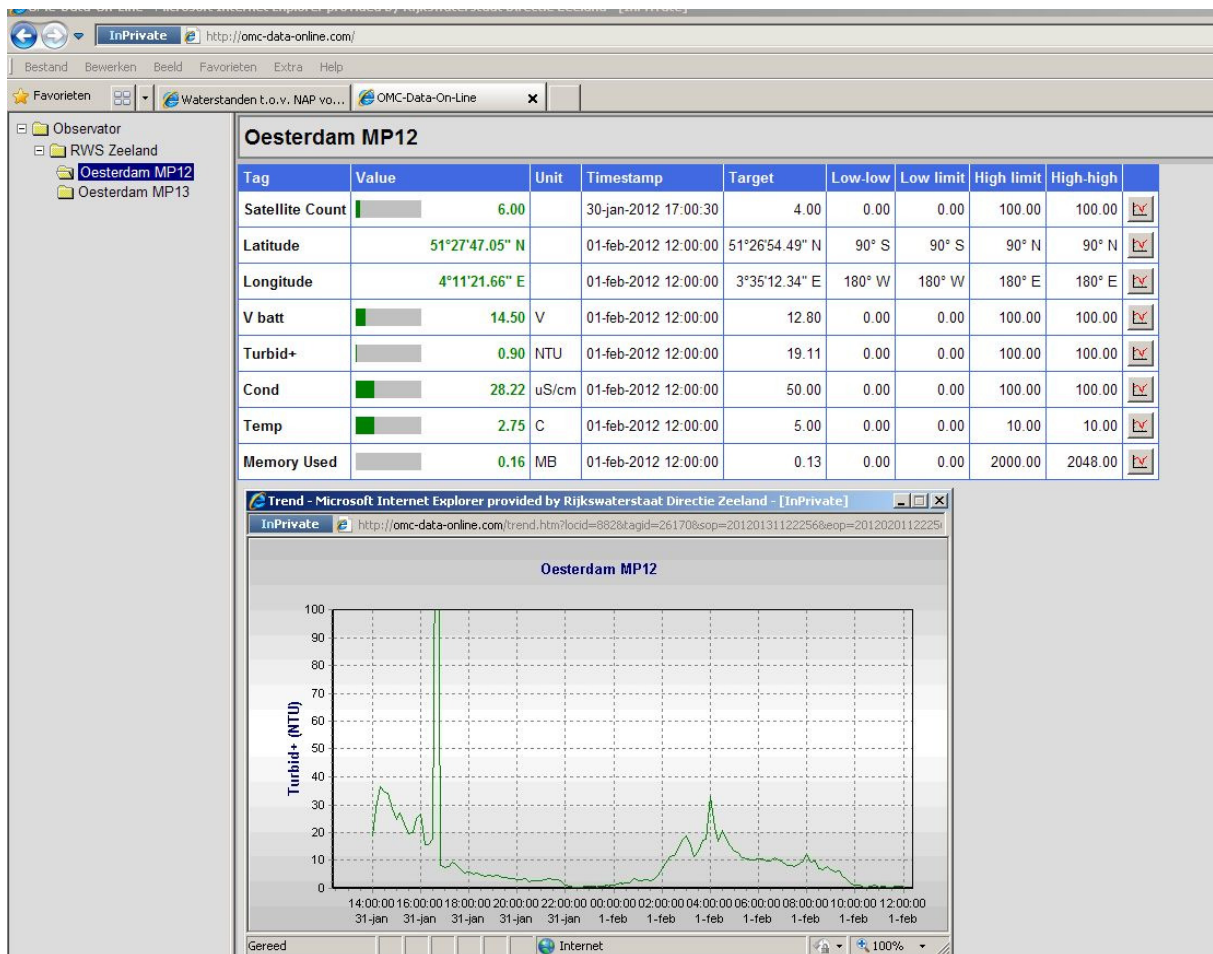 InPrivate http://omc-data-online.com/
Bestand Bewerken Beeld Favorieten Extra Help
Favorieten Waterstanden t.o.v. NAP vo... OMC-Data-On-Line
Observator
RWS Zeeland
Oesterdam MP12
Oesterdam MP13
Oesterdam MP12
Tag Value Unit Timestamp Target Low-low Low limit High limit High-high
Satellite Count 6.00 30-jan-2012 17:00:30 4.00 0.00 0.00 100.00 100.00
Latitude 51°27'47.05" N 01-feb-2012 12:00:00 51°26'54.49" N 90° S 90° S 90° N 90° N
Longitude 4°11'21.66" E 01-feb-2012 12:00:00 3°35'12.34" E 180° W 180° W 180° E 180° E
V batt 14.50 V 01-feb-2012 12:00:00 12.80 0.00 0.00 100.00 100.00
Turbid+ 0.90 NTU 01-feb-2012 12:00:00 19.11 0.00 0.00 100.00 100.00
Cond 28.22 uS/cm 01-feb-2012 12:00:00 50.00 0.00 0.00 100.00 100.00
Temp 2.75 C 01-feb-2012 12:00:00 5.00 0.00 0.00 10.00 10.00
Memory Used 0.16 MB 01-feb-2012 12:00:00 0.13 0.00 0.00 2000.00 2048.00
Trend - Microsoft Internet Explorer provided by Rijkswaterstaat Directie Zeeland - [InPrivate]
InPrivate http://omc-data-online.com/trend.htm?locid=882&tagid=26170&sop=20120131122256&eop=2012020112225
Oesterdam MP12
Turbid+ (NTU)
100
90
80
70
60
50
40
30
20
10
0
14:00:00 16:00:00 18:00:00 20:00:00 22:00:00 00:00:00 02:00:00 04:00:00 06:00:00 08:00:00 10:00:00 12:00:00
31-jan 31-jan 31-jan 31-jan 31-jan 1-feb 1-feb 1-feb 1-feb 1-feb 1-feb 1-feb
Gereed Internet 100%